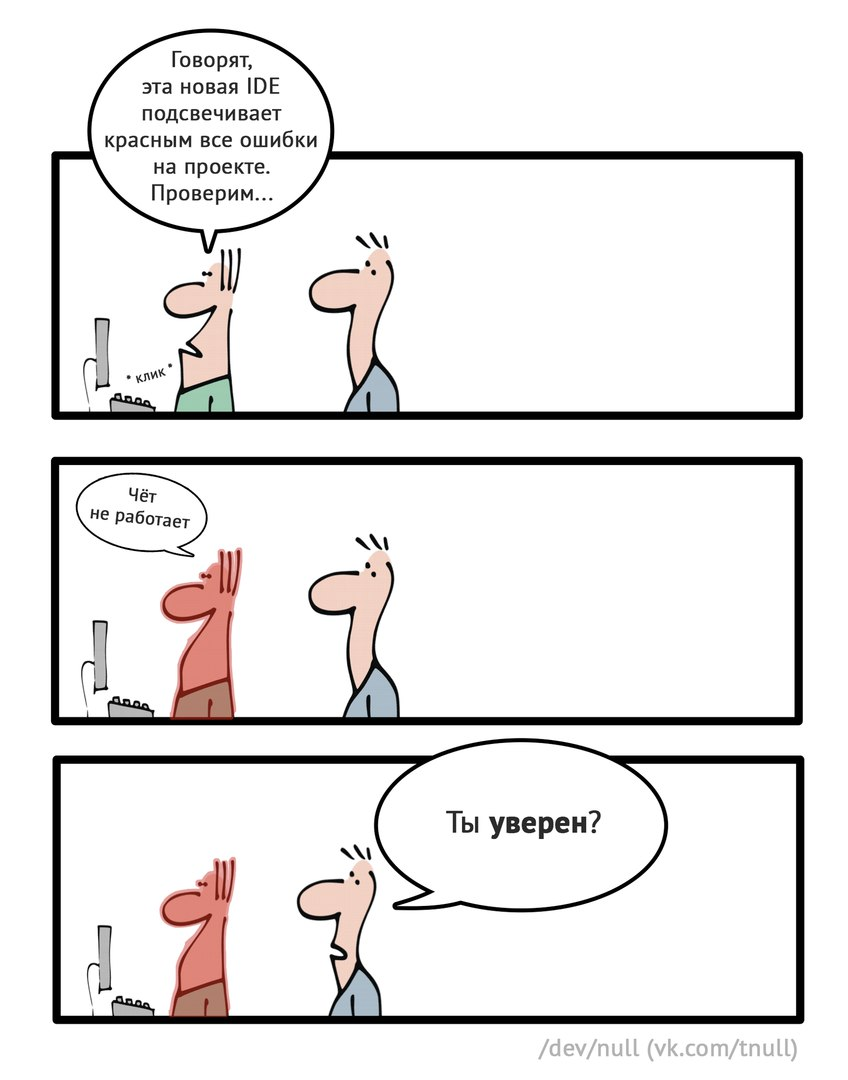 Говорят,
эта новая IDE
подсвечивает
красным все ошибки
на проекте.
Проверим...
* клик *
Чёт
не работает
Ты уверен?
/dev/null (vk.com/tnull)